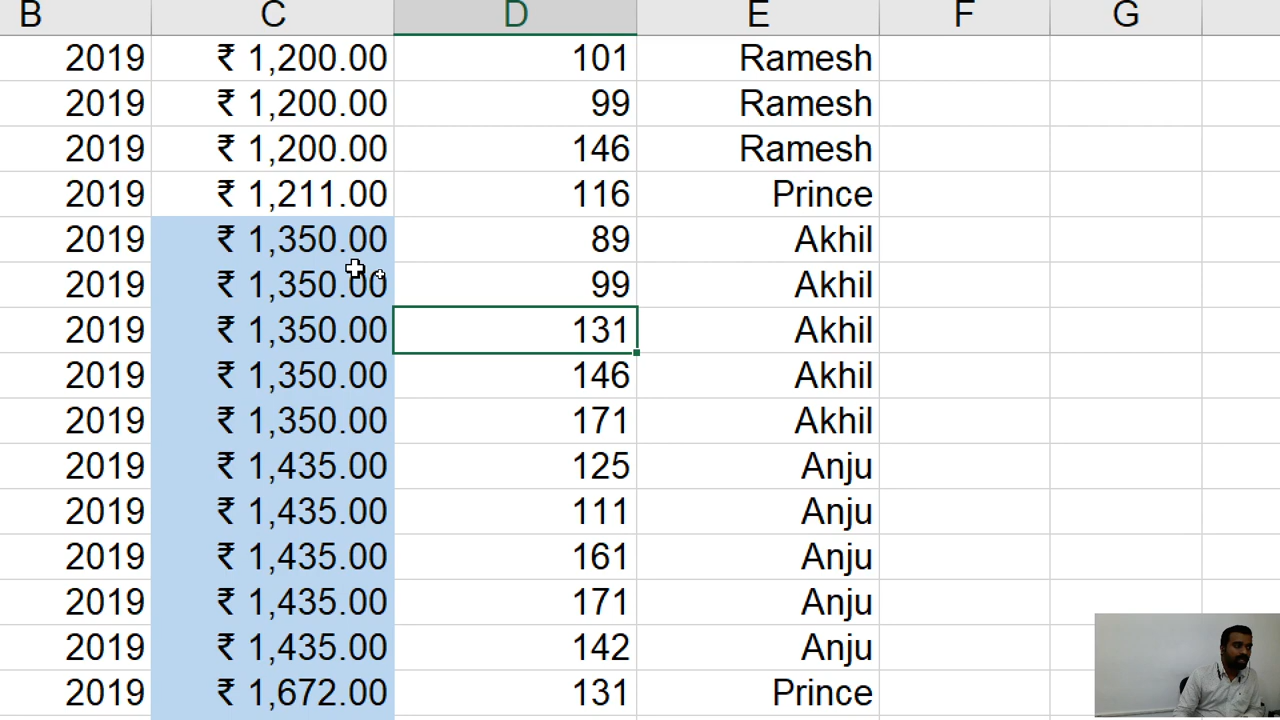 B C D E F G
2019 ₹ 1,200.00 101 Ramesh
2019 ₹ 1,200.00 99 Ramesh
2019 ₹ 1,200.00 146 Ramesh
2019 ₹ 1,211.00 116 Prince
2019 ₹ 1,350.00 89 Akhil
2019 ₹ 1,350.00 99 Akhil
2019 ₹ 1,350.00 131 Akhil
2019 ₹ 1,350.00 146 Akhil
2019 ₹ 1,350.00 171 Akhil
2019 ₹ 1,435.00 125 Anju
2019 ₹ 1,435.00 111 Anju
2019 ₹ 1,435.00 161 Anju
2019 ₹ 1,435.00 171 Anju
2019 ₹ 1,435.00 142 Anju
2019 ₹ 1,672.00 131 Prince